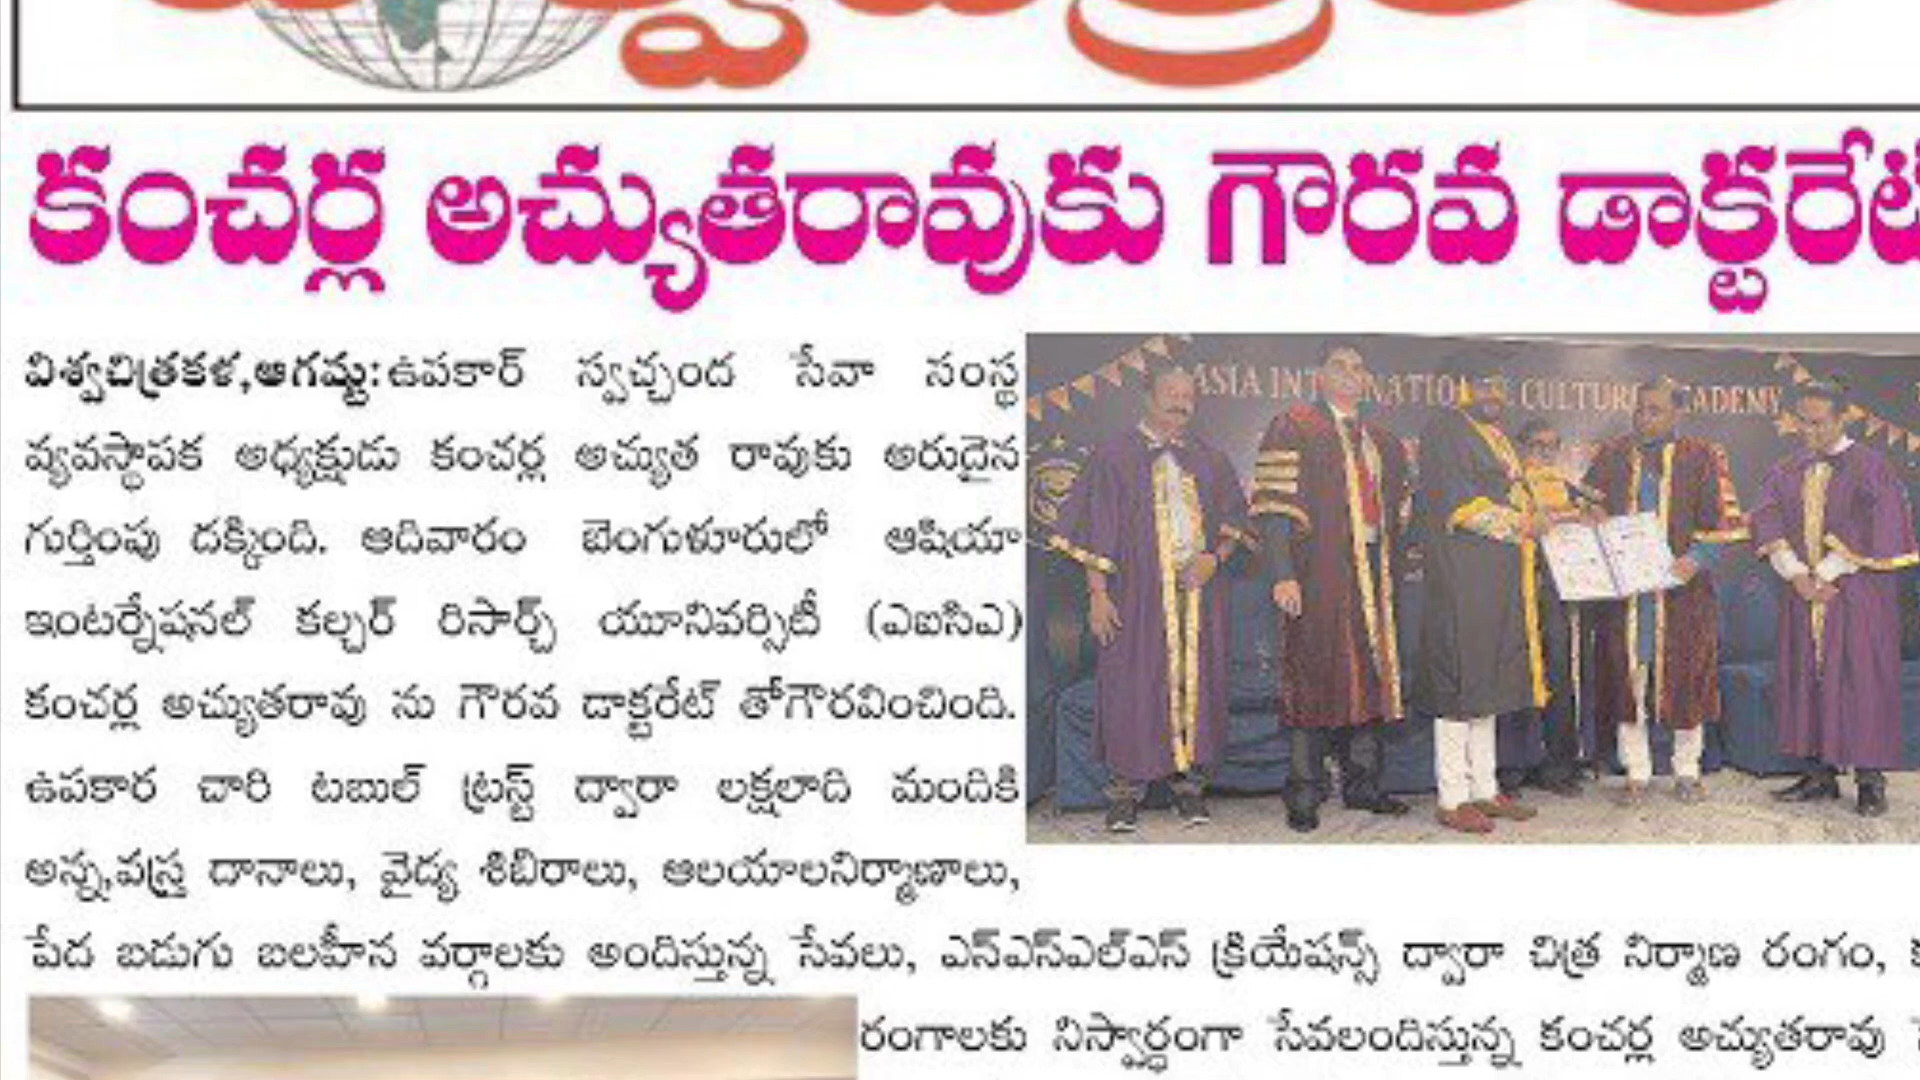 కంచర్ల అచ్యుతరావుకు గౌరవ డాక్టరేట్
విశ్వచిత్రకళ,ఆగష్టు: ఉపకార్ స్వచ్ఛంద సేవా సంస్థ
వ్యవస్థాపక అధ్యక్షుడు కంచర్ల అచ్యుత రావుకు అరుదైన
గుర్తింపు దక్కింది. ఆదివారం బెంగుళూరులో ఆషియా
ఇంటర్నేషనల్ కల్చర్ రిసార్చ్ యూనివర్సిటీ (ఎఐసిఎ)
కంచర్ల అచ్యుతరావు ను గౌరవ డాక్టరేట్ తోగౌరవించింది.
ఉపకార చారి టబుల్ ట్రస్ట్ ద్వారా లక్షలాది మందికి
అన్న,వస్త్ర దానాలు, వైద్య శిబిరాలు, ఆలయాలనిర్మాణాలు,
పేద బడుగు బలహీన వర్గాలకు అందిస్తున్న సేవలు, ఎస్ఎస్ఎల్ఎస్ క్రియేషన్స్ ద్వారా చిత్ర నిర్మాణ రంగం,
రంగాలకు నిస్వార్థంగా సేవలందిస్తున్న కంచర్ల అచ్యుతరావు
ASIA INTERNATIONAL CULTURE ACADEMY